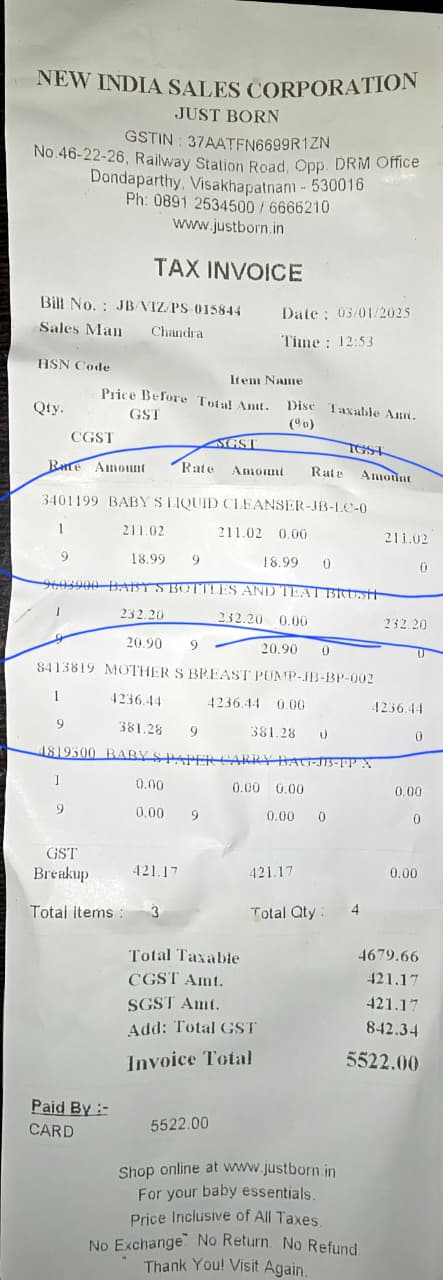 NEW INDIA SALES CORPORATION
JUST BORN
GSTIN : 37AATFN6699R1ZN
No.46-22-26, Railway Station Road, Opp. DRM Office
Dondaparthy, Visakhapatnam - 530016
Ph: 0891 2534500 / 6666210
www.justborn.in
TAX INVOICE
Bill No. : JB/VIZ/PS-015844 Date : 03/01/2025
Sales Man Chandra Time : 12:53
HSN Code Item Name
Qty. Price Before GST Total Amt. Disc (%) Taxable Amt.
CGST SGST IGST
Rate Amount Rate Amount Rate Amount
3401199 BABY S LIQUID CLEANSER-JB-LC-0
1 211.02 211.02 0.00 211.02
9 18.99 9 18.99 0 0
9603900 BABY S BOTTLES AND TEAT BRUSH
1 232.20 232.20 0.00 232.20
9 20.90 9 20.90 0 0
8413819 MOTHER S BREAST PUMP-JB-BP-002
1 4236.44 4236.44 0.00 4236.44
9 381.28 9 381.28 0 0
4819300 BABY S PAPER CARRY BAG-JB-FP X
1 0.00 0.00 0.00 0.00
9 0.00 9 0.00 0 0
GST
Breakup 421.17 421.17 0.00
Total Items : 3 Total Qty : 4
Total Taxable 4679.66
CGST Amt. 421.17
SGST Amt. 421.17
Add: Total GST 842.34
Invoice Total 5522.00
Paid By :-
CARD 5522.00
Shop online at www.justborn.in
For your baby essentials.
Price Inclusive of All Taxes.
No Exchange No Return. No Refund.
Thank You! Visit Again.